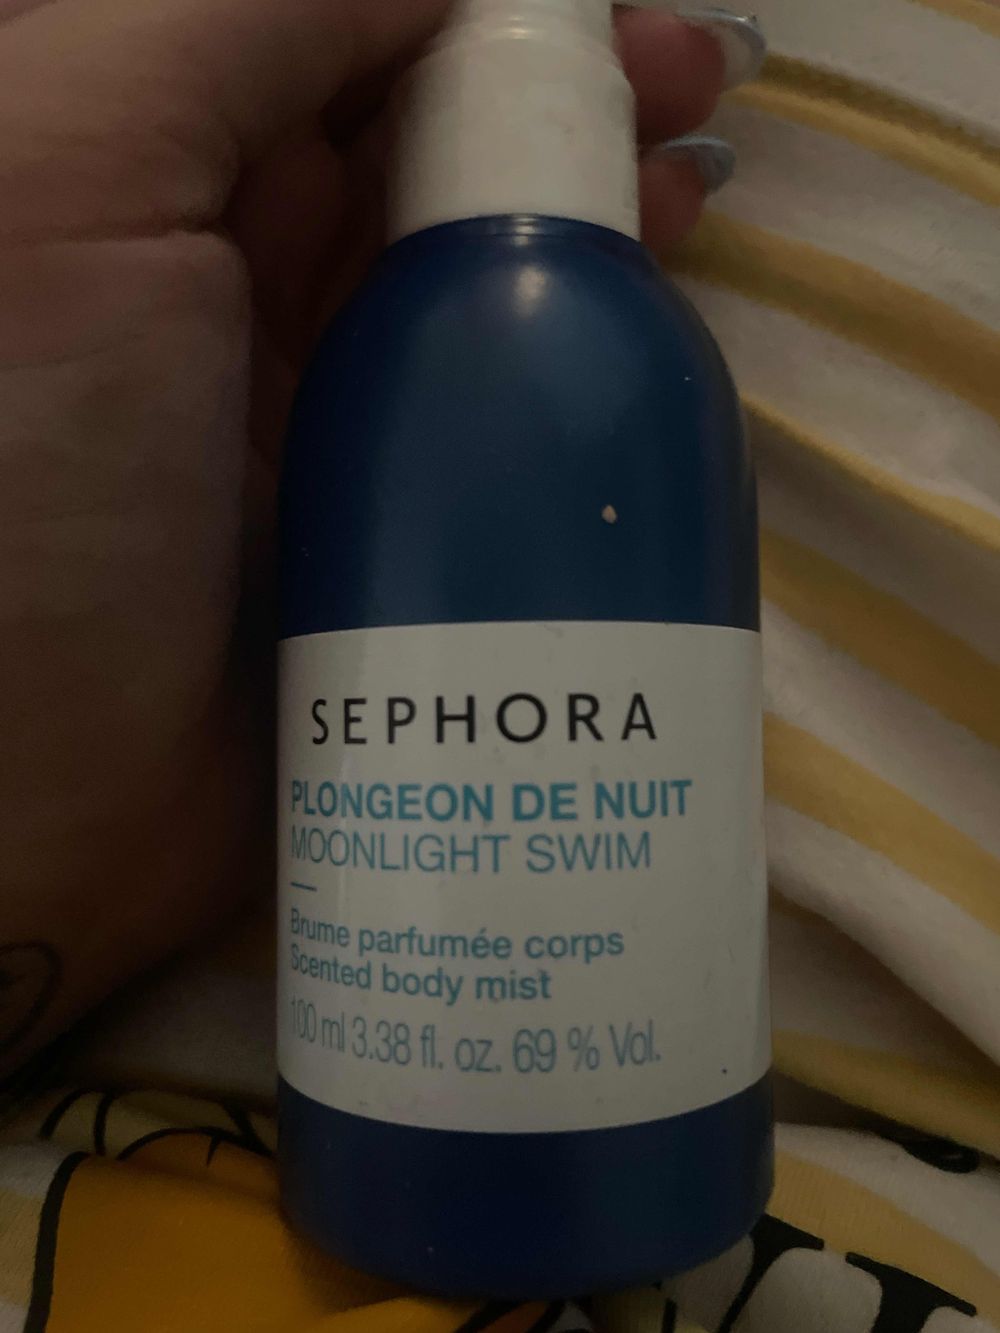 SEPHORA
PLONGEON DE NUIT
MOONLIGHT SWIM
Brume parfumée corps
Scented body mist
100 ml 3.38 fl. oz. 69 % Vol.